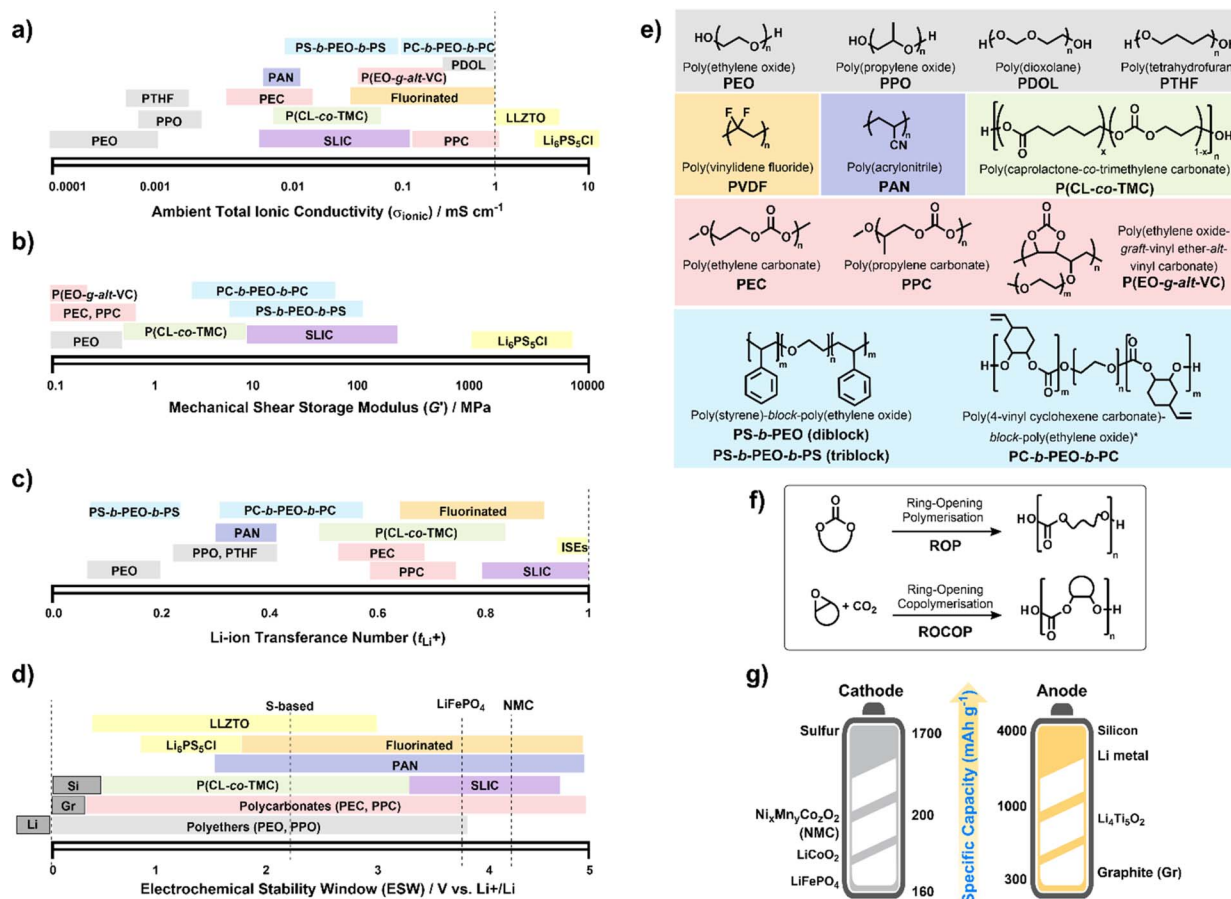 a)
PS-b-PEO-b-PS PC-b-PEO-b-PC
PDOL
PAN P(EO-g-alt-VC)
PTHF PEC Fluorinated
PPO P(CL-co-TMC) LLZTO
PEO SLIC PPC Li₆PS₅Cl
0.0001 0.001 0.01 0.1 1 10
Ambient Total Ionic Conductivity (σionic) / mS cm⁻¹
b)
P(EO-g-alt-VC) PC-b-PEO-b-PC
PEC, PPC PS-b-PEO-b-PS
P(CL-co-TMC)
PEO SLIC Li₆PS₅Cl
0.1 1 10 100 1000 10000
Mechanical Shear Storage Modulus (G') / MPa
c)
PS-b-PEO-b-PS PC-b-PEO-b-PC Fluorinated
PAN P(CL-co-TMC)
PPO, PTHF PEC ISEs
PEO PPC SLIC
0.0 0.2 0.4 0.6 0.8 1
Li-ion Transferance Number (tLi+)
d)
S-based LiFePO₄ NMC
LLZTO
Li₆PS₅Cl Fluorinated
PAN
Si P(CL-co-TMC) SLIC
Gr Polycarbonates (PEC, PPC)
Li Polyethers (PEO, PPO)
0 1 2 3 4 5
Electrochemical Stability Window (ESW) / V vs. Li+/Li
e)
HO O H n
HO O H n
H O O OH n
H O OH n
Poly(ethylene oxide)
PEO
Poly(propylene oxide)
PPO
Poly(dioxolane)
PDOL
Poly(tetrahydrofuran
PTHF
F F n
Poly(vinylidene fluoride)
PVDF
n CN
Poly(acrylonitrile)
PAN
H O O x O O O 1-x n OH
Poly(caprolactone-co-trimethylene carbonate)
P(CL-co-TMC)
O O O O n
Poly(ethylene carbonate)
PEC
O O O O n
Poly(propylene carbonate)
PPC
O O O n O O m
Poly(ethylene oxide-
graft-vinyl ether-alt-
vinyl carbonate)
P(EO-g-alt-VC)
m O n m
Poly(styrene)-block-poly(ethylene oxide)
PS-b-PEO (diblock)
PS-b-PEO-b-PS (triblock)
H O O O m O n O O O H m
Poly(4-vinyl cyclohexene carbonate)-
block-poly(ethylene oxide)*
PC-b-PEO-b-PC
f)
O O O
Ring-Opening
Polymerisation
ROP
HO O O H n
O + CO₂
Ring-Opening
Copolymerisation
ROCOP
HO O O H n
g)
Cathode
Sulfur 1700
NixMnyCozO₂
(NMC)
200
LiCoO₂
LiFePO₄ 160
Specific Capacity (mAh g⁻¹)
Anode
4000 Silicon
Li metal
1000 Li₄Ti₅O₂
300 Graphite (Gr)